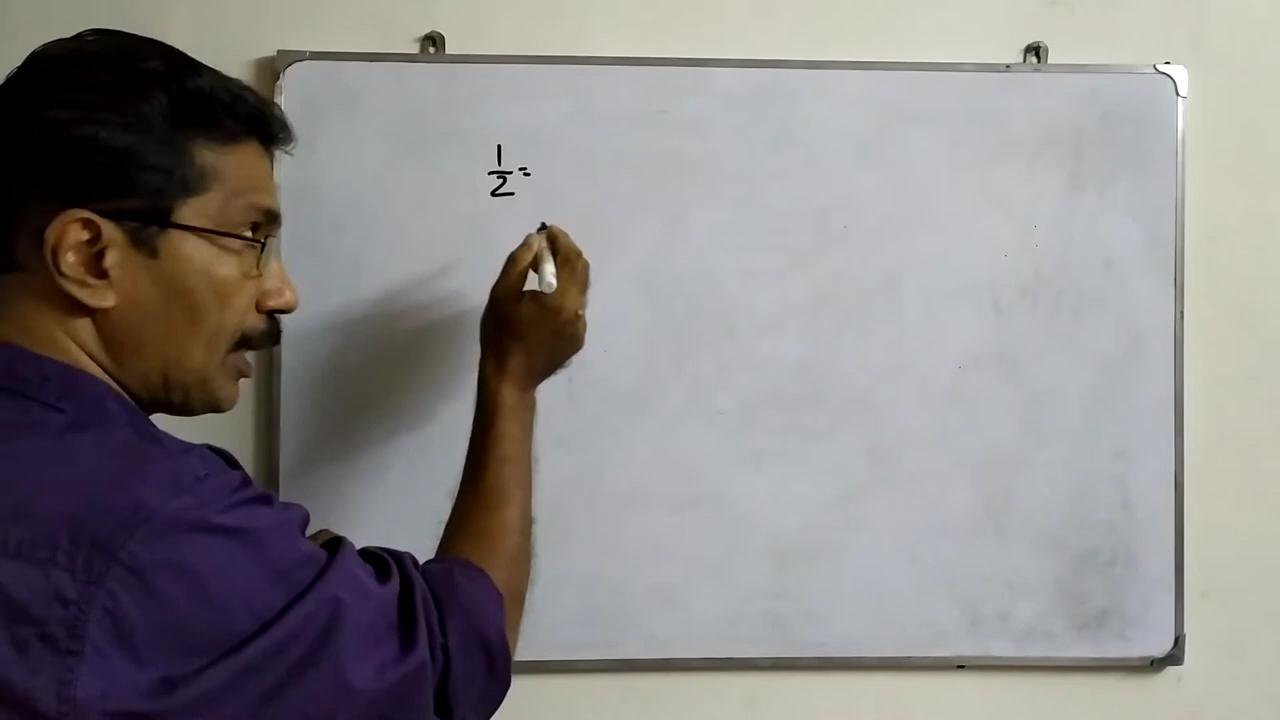 1/2 =